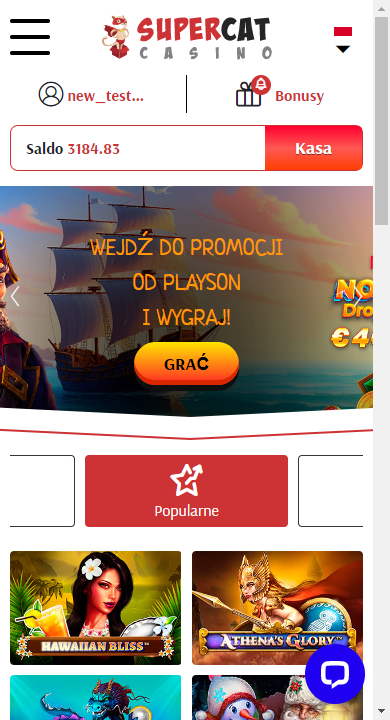 SUPERCAT
CASINO
new_test...
Bonusy
Saldo 3184.83
Kasa
WEJDŹ DO PROMOCJI
OD PLAYSON
I WYGRAJ!
GRAĆ
Popularne
HAWAIIAN BLISS
ATHENA'S GLORY